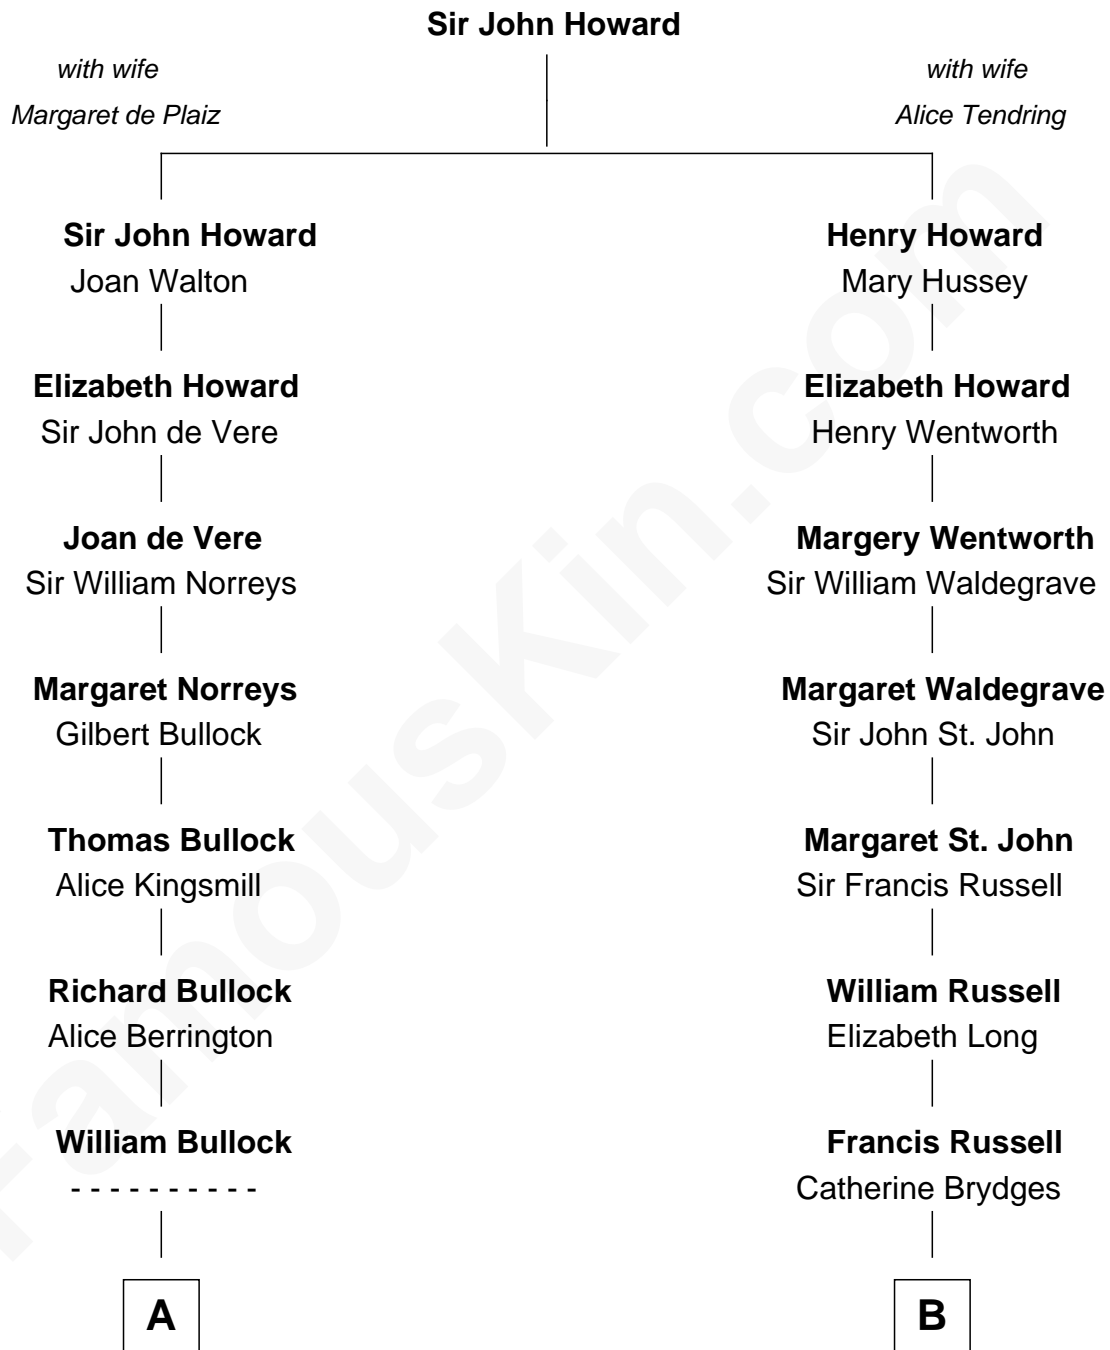 Sir John Howard
with wife
Margaret de Plaiz
with wife
Alice Tendring
Sir John Howard
Joan Walton
Henry Howard
Mary Hussey
Elizabeth Howard
Sir John de Vere
Elizabeth Howard
Henry Wentworth
Joan de Vere
Sir William Norreys
Margery Wentworth
Sir William Waldegrave
Margaret Norreys
Gilbert Bullock
Margaret Waldegrave
Sir John St. John
Thomas Bullock
Alice Kingsmill
Margaret St. John
Sir Francis Russell
Richard Bullock
Alice Berrington
William Russell
Elizabeth Long
William Bullock
- - - - - - - - - -
Francis Russell
Catherine Brydges
A
B
FamousKin.com